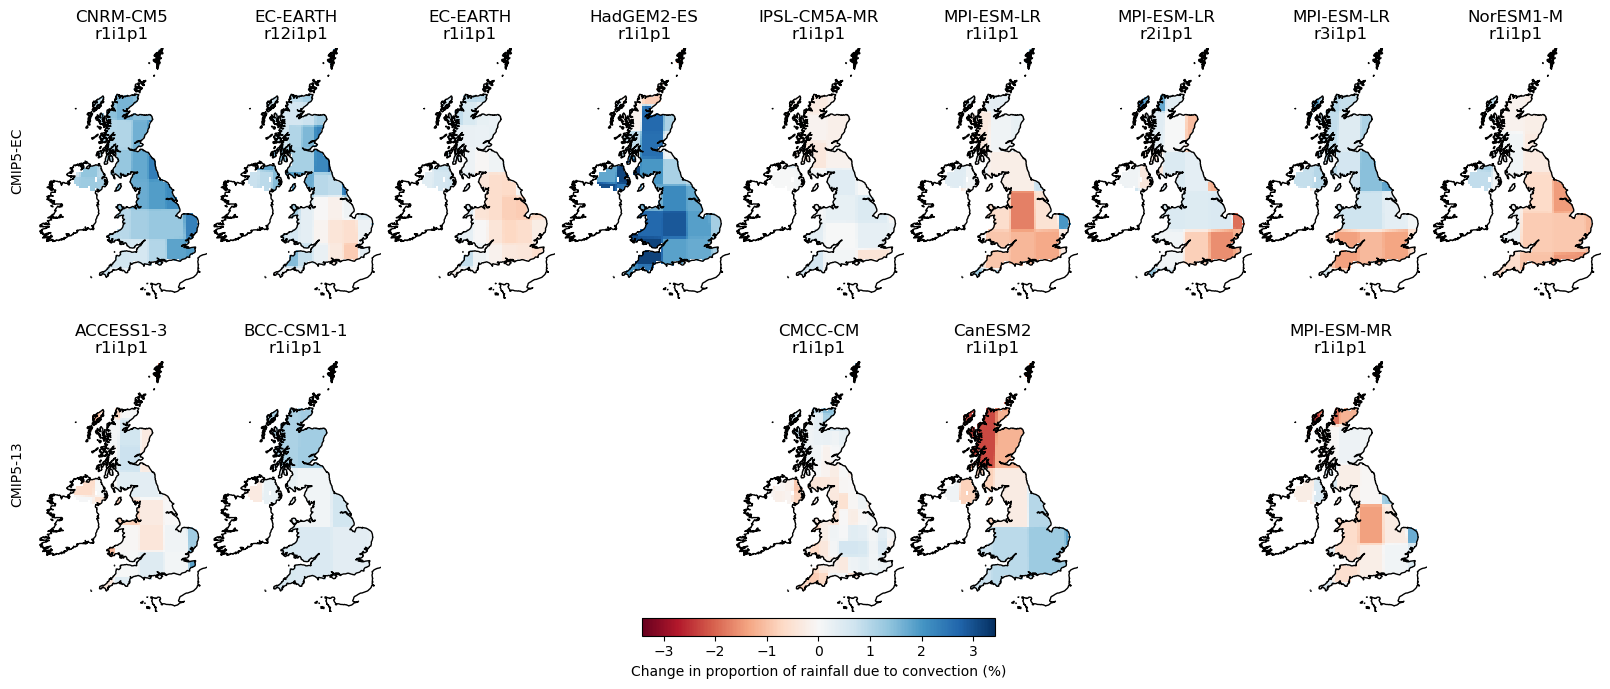 CNRM-CM5
r1i1p1
EC-EARTH
r12i1p1
EC-EARTH
r1i1p1
HadGEM2-ES
r1i1p1
IPSL-CM5A-MR
r1i1p1
MPI-ESM-LR
r1i1p1
MPI-ESM-LR
r2i1p1
MPI-ESM-LR
r3i1p1
NorESM1-M
r1i1p1
CMIP5-EC
ACCESS1-3
r1i1p1
BCC-CSM1-1
r1i1p1
CMCC-CM
r1i1p1
CanESM2
r1i1p1
MPI-ESM-MR
r1i1p1
CMIP5-13
−3 −2 −1 0 1 2 3
Change in proportion of rainfall due to convection (%)